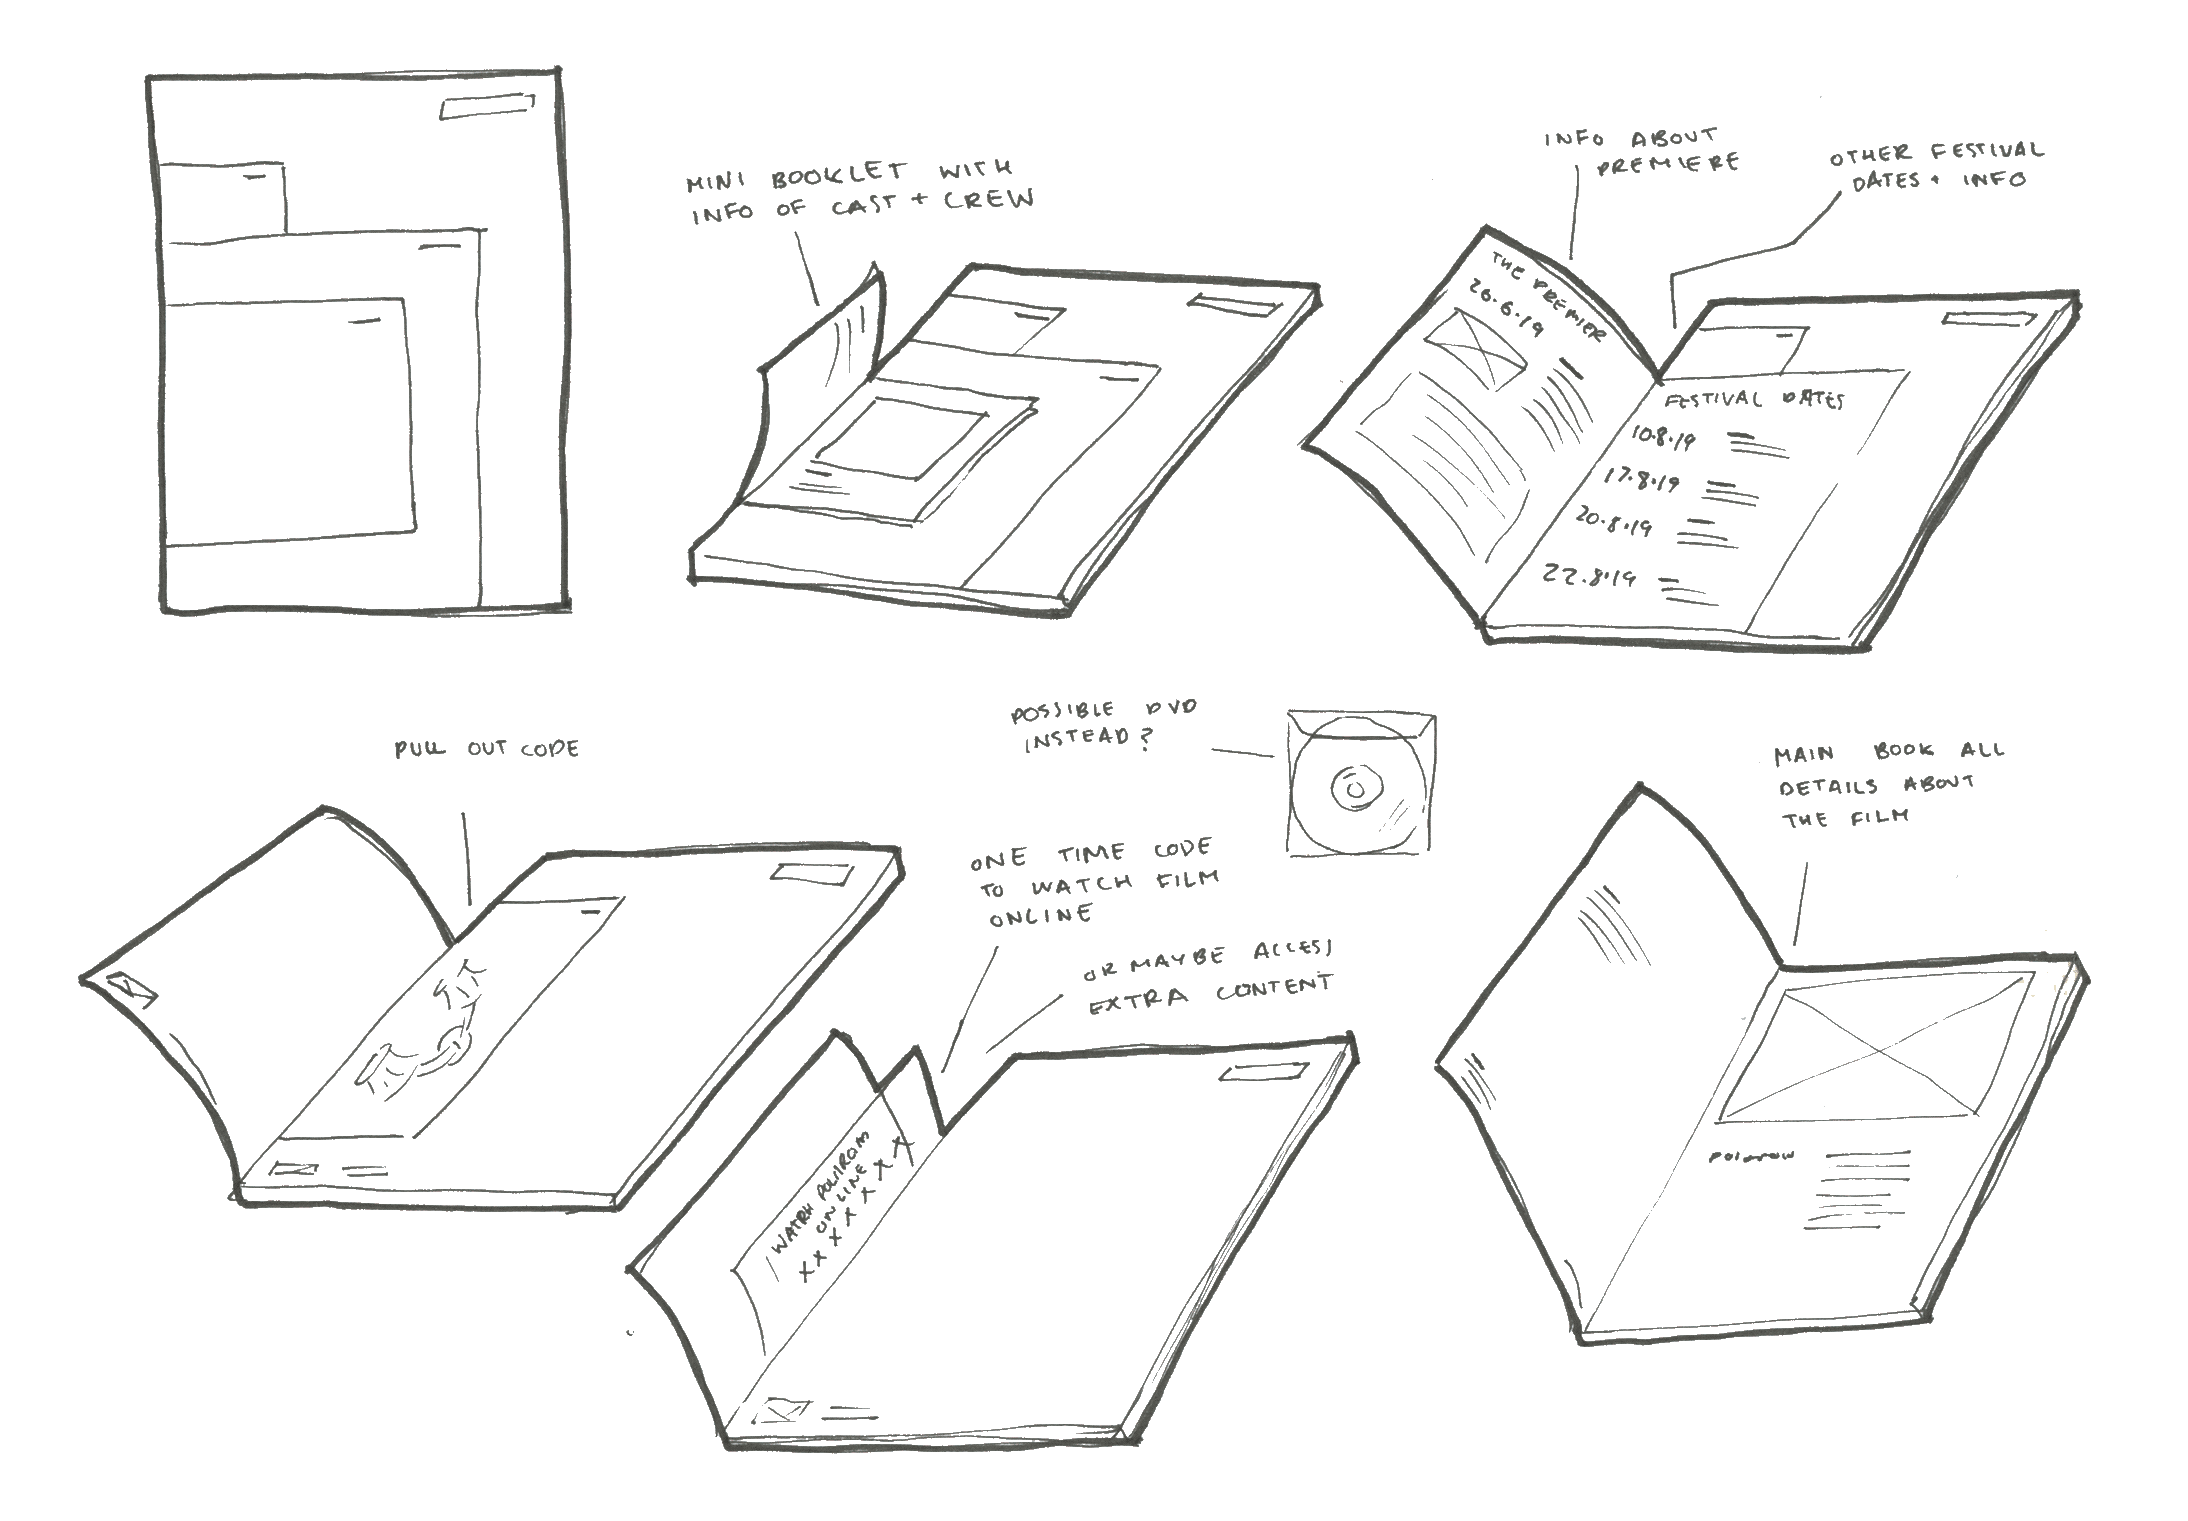 MINI BOOKLET WITH
INFO OF CAST + CREW
INFO ABOUT
PREMIERE
OTHER FESTIVAL
DATES + INFO
THE PREMIER
26.6.19
FESTIVAL DATES
10.8.19
17.8.19
20.8.19
22.8.19
PULL OUT CODE
POSSIBLE DVD
INSTEAD?
ONE TIME CODE
TO WATCH FILM
ONLINE
OR MAYBE ACCESS
EXTRA CONTENT
WATCH
ONLINE
XXXXXXXX
MAIN BOOK ALL
DETAILS ABOUT
THE FILM